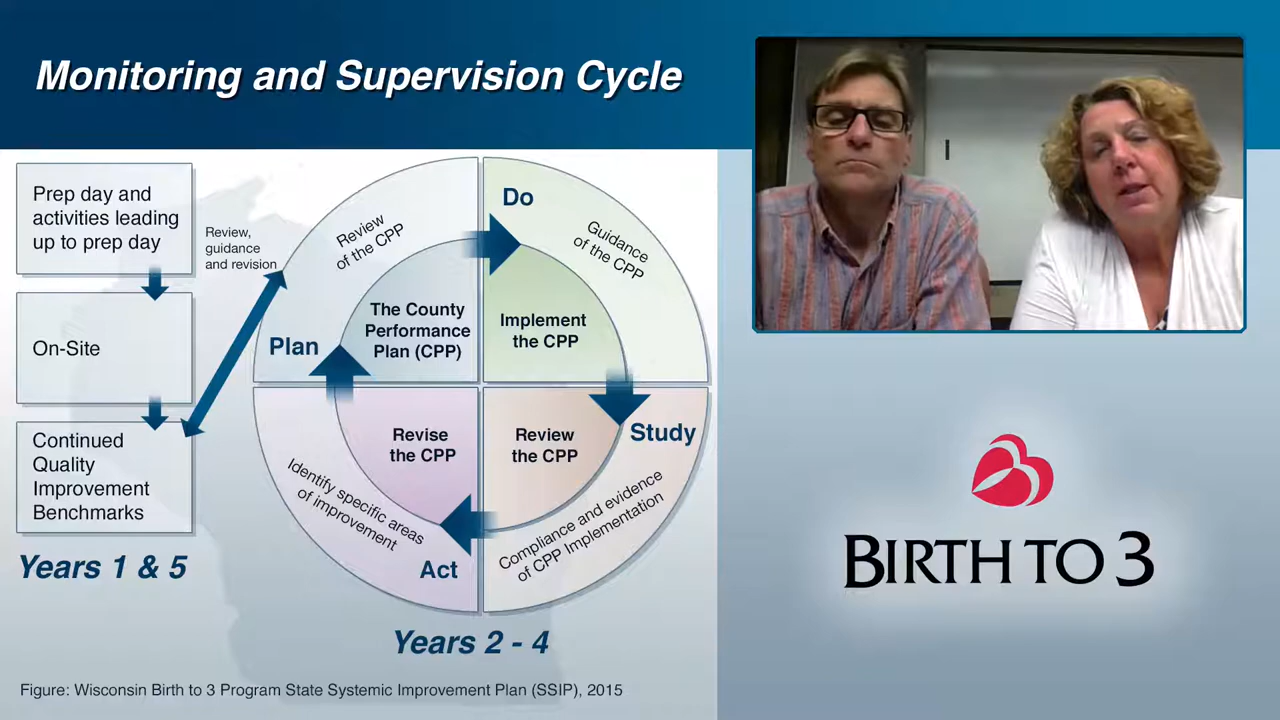 Monitoring and Supervision Cycle
Prep day and
activities leading
up to prep day
On-Site
Continued
Quality
Improvement
Benchmarks
Years 1 & 5
Review,
guidance
and revision
Plan
Review
of the CPP
The County
Performance
Plan (CPP)
Do
Guidance
of the CPP
Implement
the CPP
Study
Review
the CPP
Compliance and evidence
of CPP Implementation
Act
Revise
the CPP
Identify specific areas
of improvement
Years 2 - 4
Figure: Wisconsin Birth to 3 Program State Systemic Improvement Plan (SSIP), 2015
BIRTH TO 3